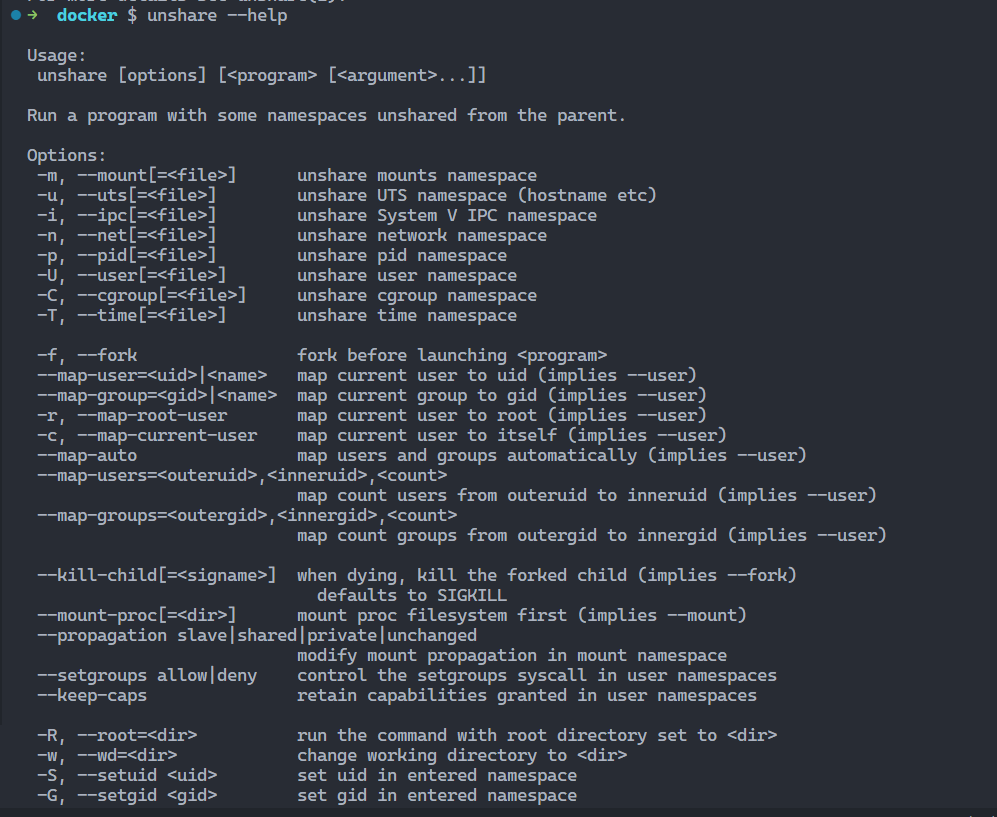 For more details see unshare(1).
→ docker $ unshare --help
Usage:
unshare [options] [<program> [<argument>...]]
Run a program with some namespaces unshared from the parent.
Options:
-m, --mount[=<file>] unshare mounts namespace
-u, --uts[=<file>] unshare UTS namespace (hostname etc)
-i, --ipc[=<file>] unshare System V IPC namespace
-n, --net[=<file>] unshare network namespace
-p, --pid[=<file>] unshare pid namespace
-U, --user[=<file>] unshare user namespace
-C, --cgroup[=<file>] unshare cgroup namespace
-T, --time[=<file>] unshare time namespace
-f, --fork fork before launching <program>
--map-user=<uid>|<name> map current user to uid (implies --user)
--map-group=<gid>|<name> map current group to gid (implies --user)
-r, --map-root-user map current user to root (implies --user)
-c, --map-current-user map current user to itself (implies --user)
--map-auto map users and groups automatically (implies --user)
--map-users=<outeruid>,<inneruid>,<count>
map count users from outeruid to inneruid (implies --user)
--map-groups=<outergid>,<innergid>,<count>
map count groups from outergid to innergid (implies --user)
--kill-child[=<signame>] when dying, kill the forked child (implies --fork)
defaults to SIGKILL
--mount-proc[=<dir>] mount proc filesystem first (implies --mount)
--propagation slave|shared|private|unchanged
modify mount propagation in mount namespace
--setgroups allow|deny control the setgroups syscall in user namespaces
--keep-caps retain capabilities granted in user namespaces
-R, --root=<dir> run the command with root directory set to <dir>
-w, --wd=<dir> change working directory to <dir>
-S, --setuid <uid> set uid in entered namespace
-G, --setgid <gid> set gid in entered namespace